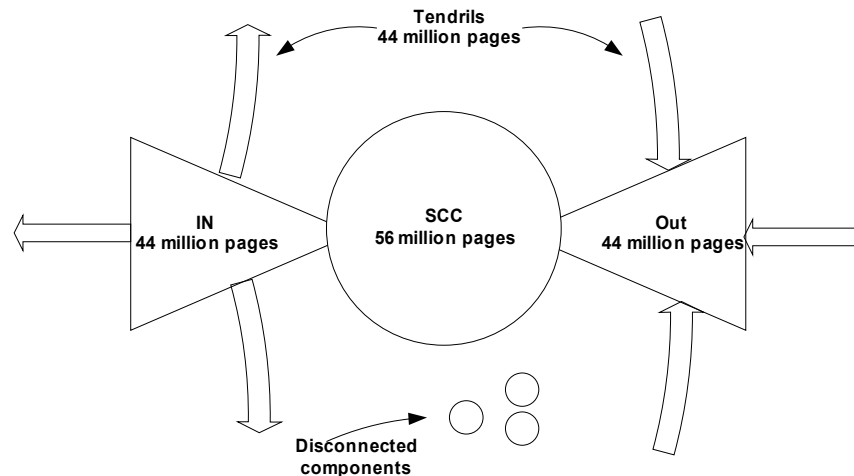 Tendrils
44 million pages
IN
44 million pages
SCC
56 million pages
Out
44 million pages
Disconnected
components